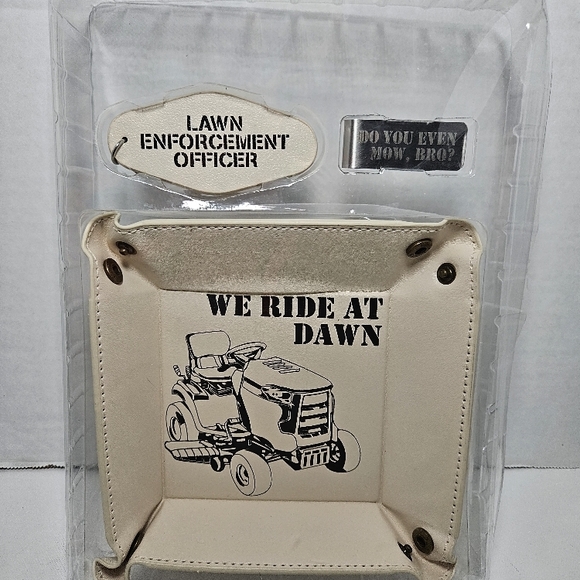 LAWN
ENFORCEMENT
OFFICER
DO YOU EVEN
MOW, BRO?
WE RIDE AT
DAWN